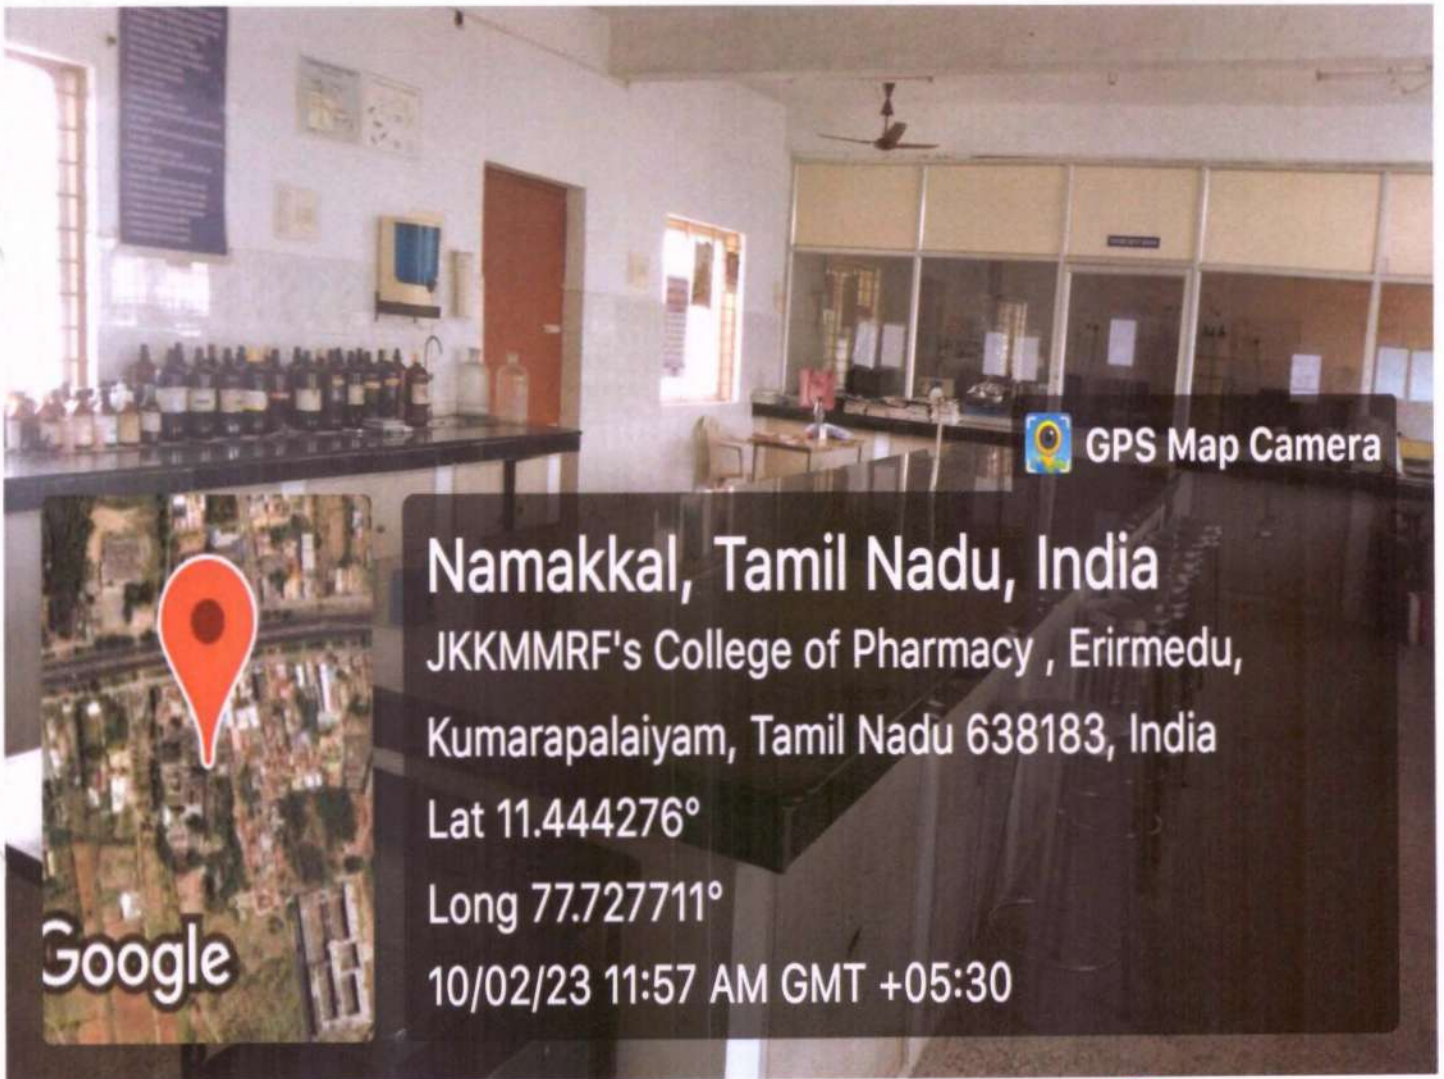 GPS Map Camera
Namakkal, Tamil Nadu, India
JKKMMRF's College of Pharmacy , Erirmedu,
Kumarapalaiyam, Tamil Nadu 638183, India
Lat 11.444276°
Long 77.727711°
10/02/23 11:57 AM GMT +05:30
Google